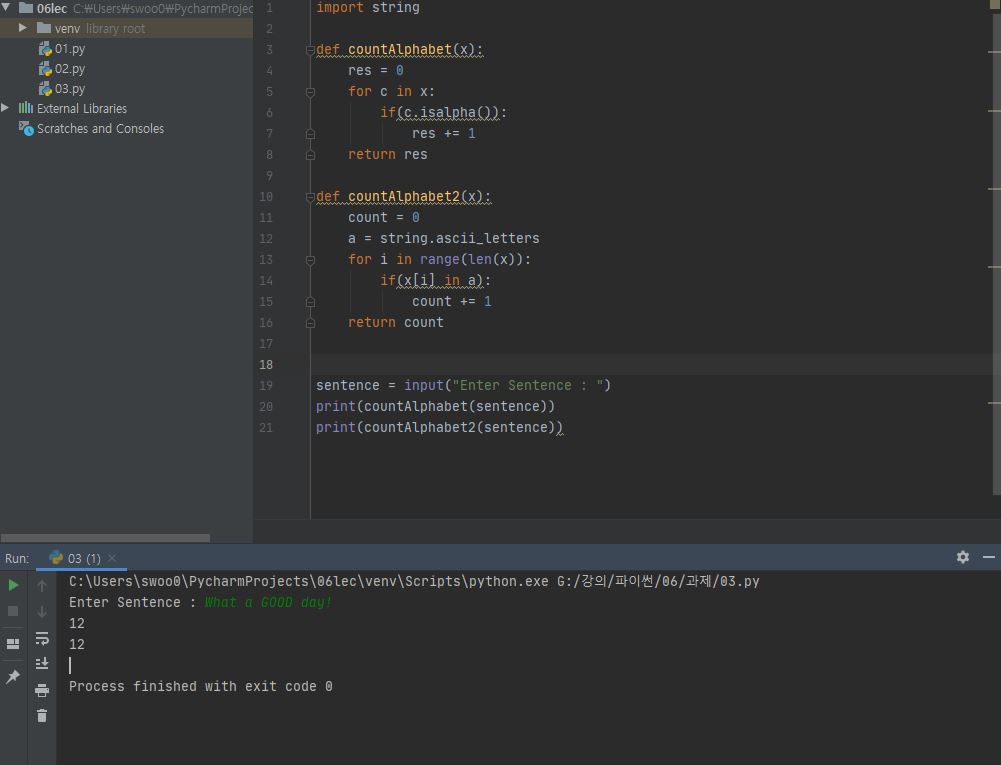 06lec C:₩Users₩swoo0₩PycharmProjec
venv library root
01.py
02.py
03.py
External Libraries
Scratches and Consoles
1 import string
2
3 def countAlphabet(x):
4 res = 0
5 for c in x:
6 if(c.isalpha()):
7 res += 1
8 return res
9
10 def countAlphabet2(x):
11 count = 0
12 a = string.ascii_letters
13 for i in range(len(x)):
14 if(x[i] in a):
15 count += 1
16 return count
17
18
19 sentence = input("Enter Sentence : ")
20 print(countAlphabet(sentence))
21 print(countAlphabet2(sentence))
Run: 03 (1)
C:\Users\swoo0\PycharmProjects\06lec\venv\Scripts\python.exe G:/강의/파이썬/06/과제/03.py
Enter Sentence : What a GOOD day!
12
12
Process finished with exit code 0